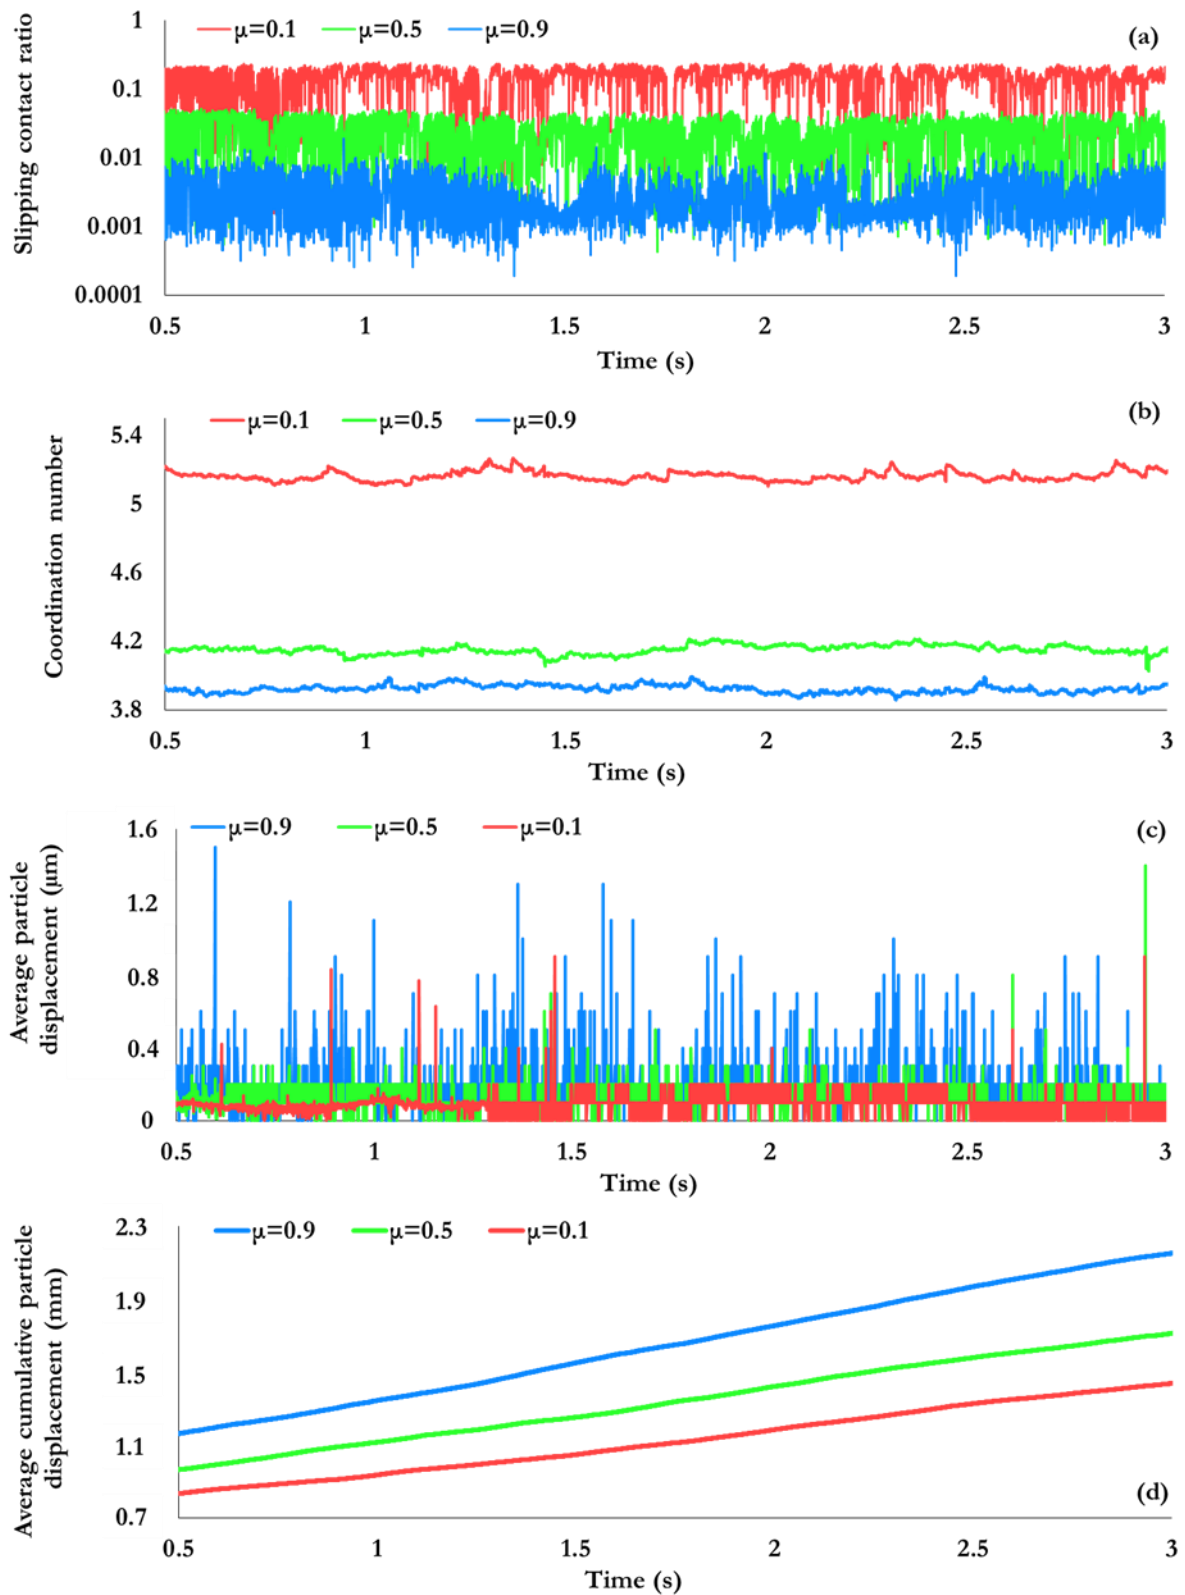 Slippping contact ratio
1
0.1
0.01
0.001
0.0001
μ=0.1 μ=0.5 μ=0.9
(a)
0.5 1 1.5 2 2.5 3
Time (s)
Coordination number
5.4
5
4.6
4.2
3.8
μ=0.1 μ=0.5 μ=0.9
(b)
0.5 1 1.5 2 2.5 3
Time (s)
Average particle
displacement (μm)
1.6
1.2
0.8
0.4
0
μ=0.9 μ=0.5 μ=0.1
(c)
0.5 1 1.5 2 2.5 3
Time (s)
Average cumulative particle
displacement (mm)
2.3
1.9
1.5
1.1
0.7
μ=0.9 μ=0.5 μ=0.1
(d)
0.5 1 1.5 2 2.5 3
Time (s)